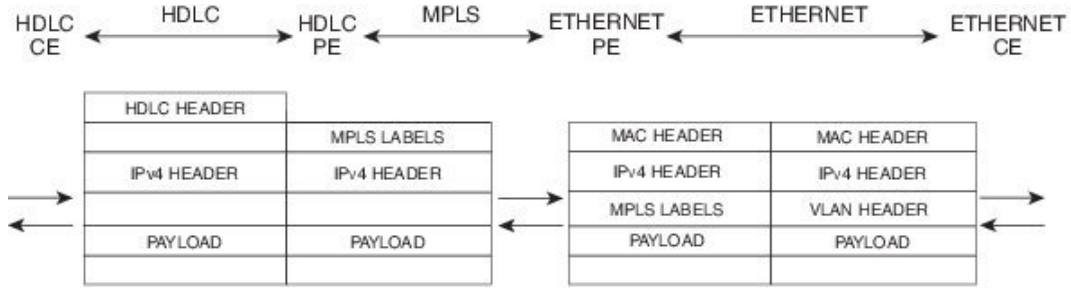 HDLC CE
HDLC
HDLC PE
MPLS
ETHERNET PE
ETHERNET
ETHERNET CE
HDLC HEADER
MPLS LABELS
MAC HEADER
MAC HEADER
IPv4 HEADER
IPv4 HEADER
IPv4 HEADER
IPv4 HEADER
MPLS LABELS
VLAN HEADER
PAYLOAD
PAYLOAD
PAYLOAD
PAYLOAD